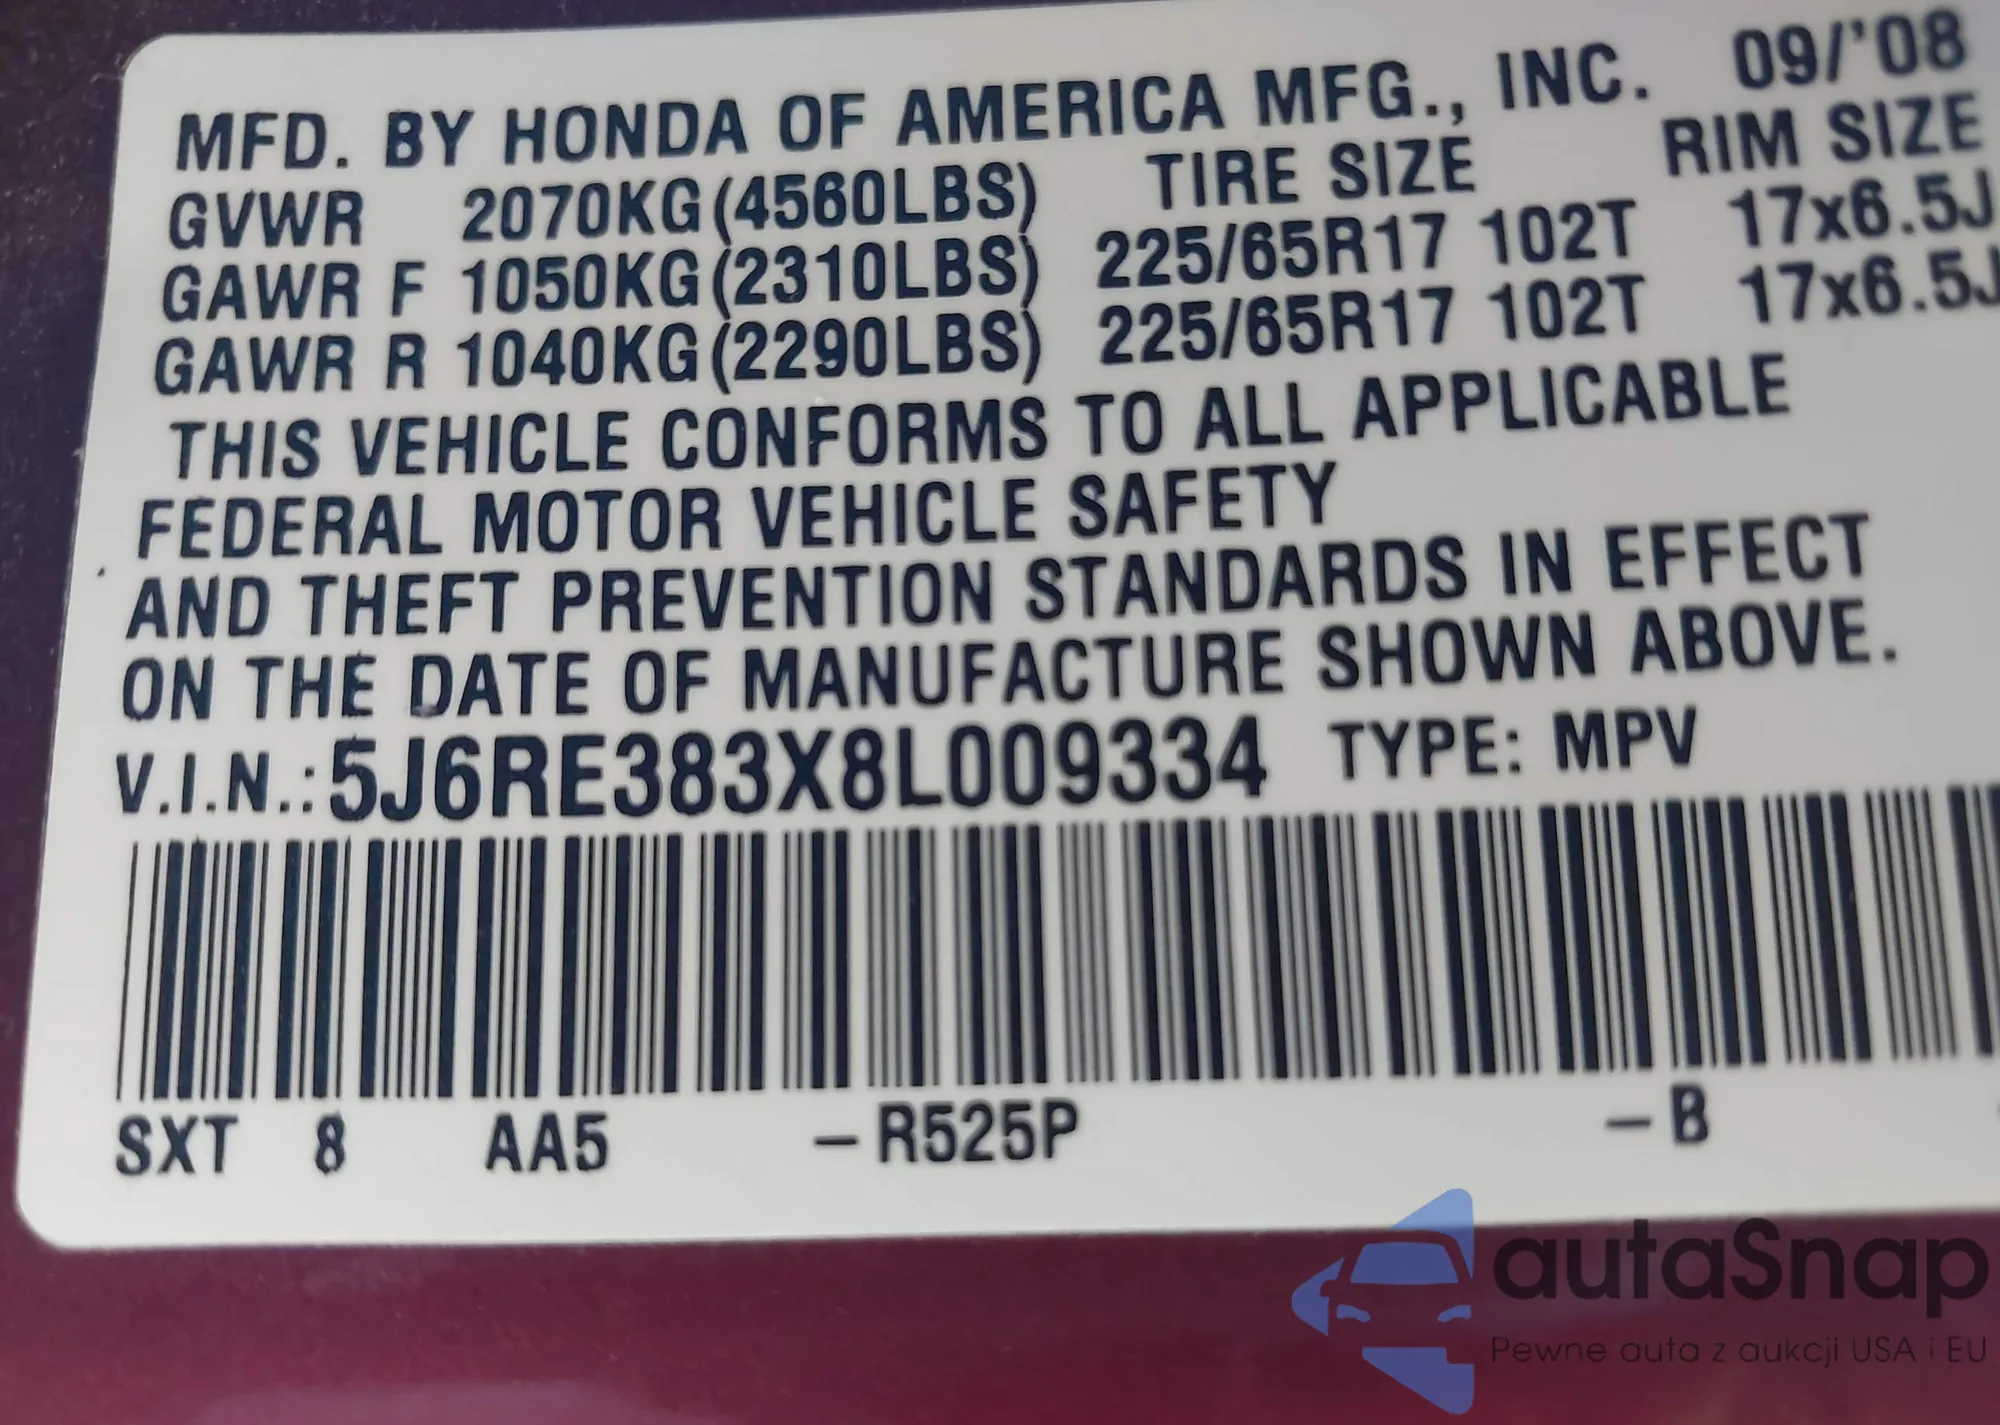 MFD. BY HONDA OF AMERICA MFG., INC. 09/'08
GVWR 2070KG(4560LBS) TIRE SIZE RIM SIZE
GAWR F 1050KG(2310LBS) 225/65R17 102T 17x6.5J
GAWR R 1040KG(2290LBS) 225/65R17 102T 17x6.5J
THIS VEHICLE CONFORMS TO ALL APPLICABLE
FEDERAL MOTOR VEHICLE SAFETY
AND THEFT PREVENTION STANDARDS IN EFFECT
ON THE DATE OF MANUFACTURE SHOWN ABOVE.
V.I.N.:5J6RE383X8L009334 TYPE: MPV
SXT 8 AA5 –R525P –B
autaSnap
Pewne auta z aukcji USA i EU